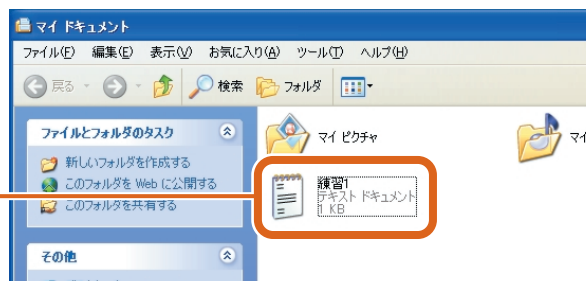 マイ ドキュメント
ファイル(F) 編集(E) 表示(V) お気に入り(A) ツール(T) ヘルプ(H)
戻る 検索 フォルダ
ファイルとフォルダのタスク
新しいフォルダを作成する
このフォルダを Web に公開する
このフォルダを共有する
その他
マイ ピクチャ
マイ
練習1
テキスト ドキュメント
1 KB